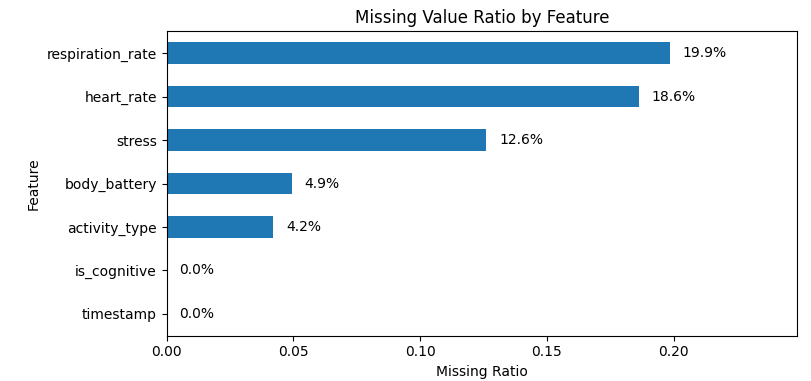 Missing Value Ratio by Feature
respiration_rate 19.9%
heart_rate 18.6%
stress 12.6%
body_battery 4.9%
activity_type 4.2%
is_cognitive 0.0%
timestamp 0.0%
Feature
0.00 0.05 0.10 0.15 0.20
Missing Ratio